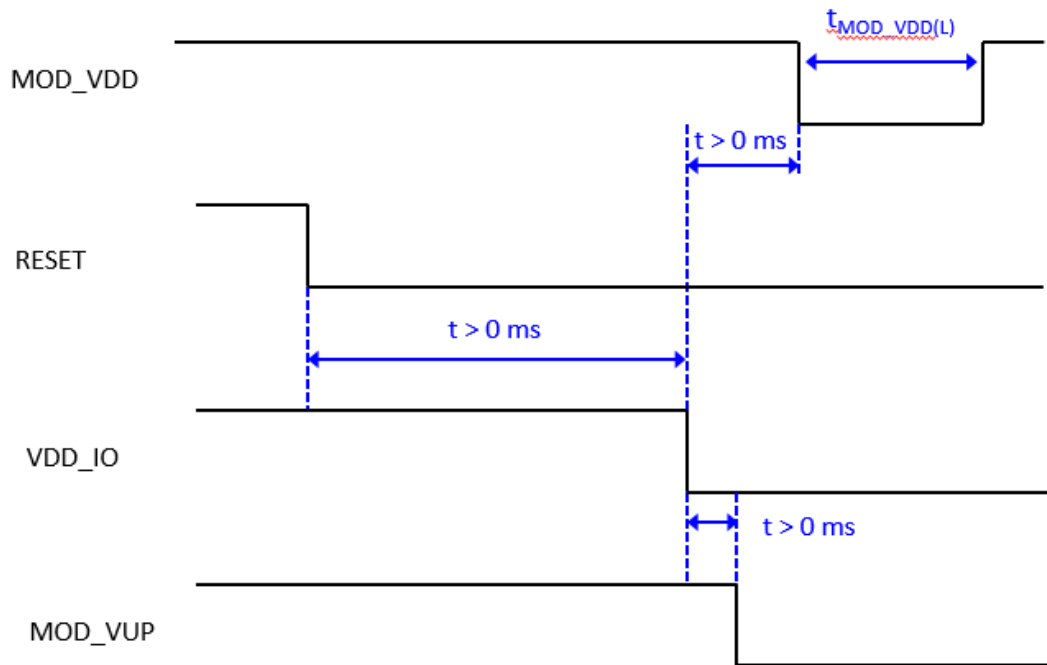 tMOD_VDD(L)
MOD_VDD
t > 0 ms
RESET
t > 0 ms
VDD_IO
t > 0 ms
MOD_VUP